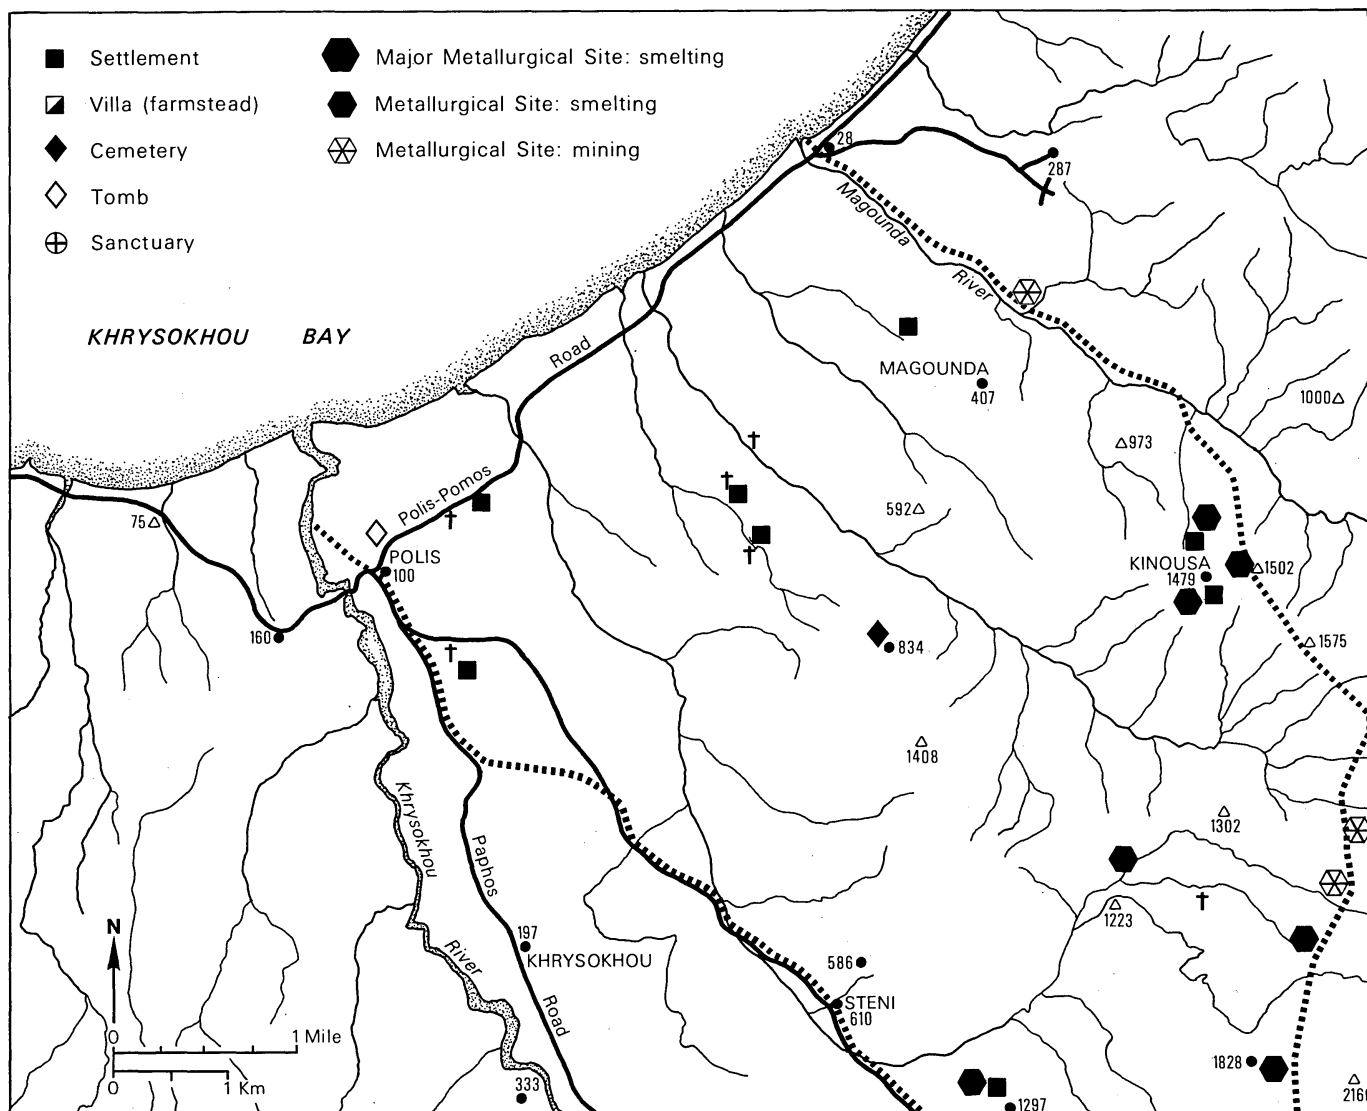 Settlement
Villa (farmstead)
Cemetery
Tomb
Sanctuary
Major Metallurgical Site: smelting
Metallurgical Site: smelting
Metallurgical Site: mining
28
287
Magounda
River
KHRYSOKHOU BAY
Road
MAGOUNDA
407
1000
973
Polis-Pomos
592
75
POLIS
100
KINOUSA
1479
1502
160
834
1575
1408
Khrysokhou
1302
Paphos
1223
N
197
KHRYSOKHOU
River
586
STENI
610
Road
0 1 Mile
0 1 Km
1828
333
1297
2160